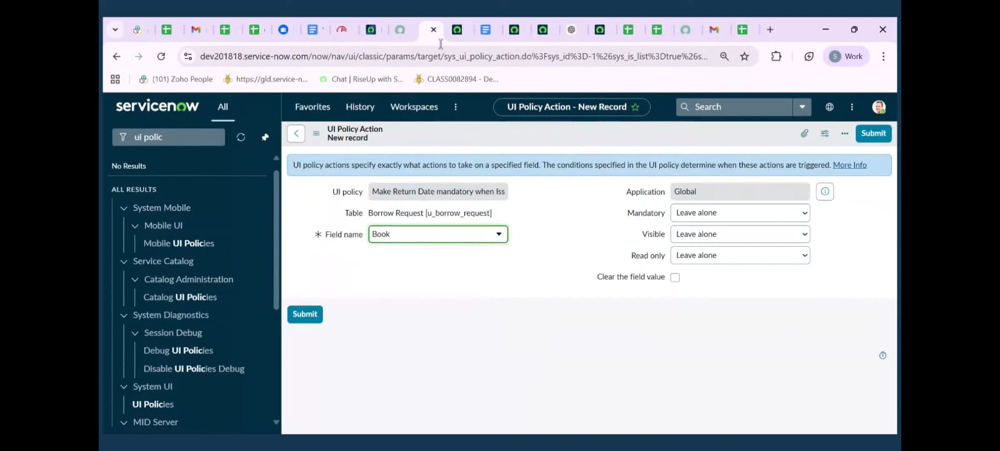 dev201818.service-now.com/now/nav/ui/classic/params/target/sys_ui_policy_action.do%3Fsys_id%3D-1%26sys_is_list%3Dtrue%26s...
S Work
(101) Zoho People
https://gld.service-n...
Chat | RiseUp with S...
CLASS0082894 - De...
servicenow
All
Favorites
History
Workspaces
UI Policy Action - New Record
Search
ui polic
UI Policy Action
New record
Submit
No Results
UI policy actions specify exactly what actions to take on a specified field. The conditions specified in the UI policy determine when these actions are triggered. More Info
ALL RESULTS
System Mobile
Mobile UI
Mobile UI Policies
Service Catalog
Catalog Administration
Catalog UI Policies
System Diagnostics
Session Debug
Debug UI Policies
Disable UI Policies Debug
System UI
UI Policies
MID Server
UI policy Make Return Date mandatory when Iss
Table Borrow Request [u_borrow_request]
* Field name Book
Application Global
Mandatory Leave alone
Visible Leave alone
Read only Leave alone
Clear the field value
Submit